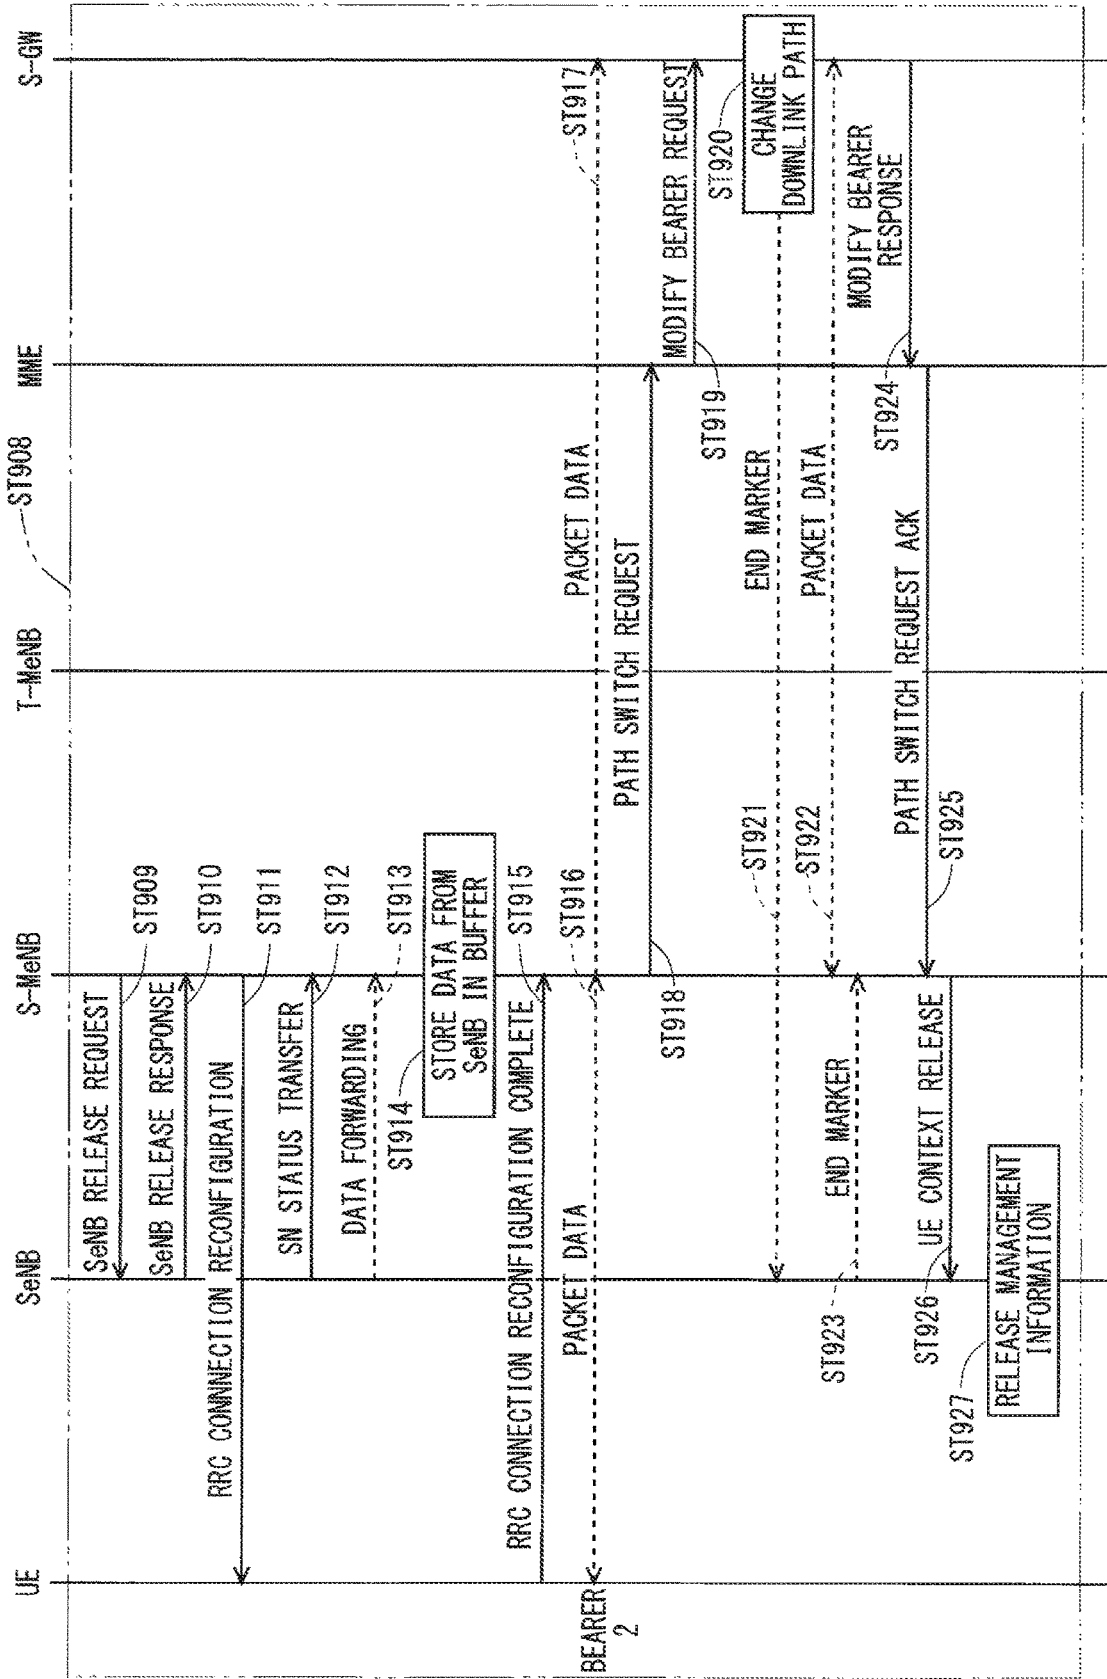 UE
SeNB
S-MeNB
T-MeNB
MME
S-GW
ST908
SeNB RELEASE REQUEST
ST909
SeNB RELEASE RESPONSE
ST910
RRC CONNNECTION RECONFIGURATION
ST911
SN STATUS TRANSFER
ST912
DATA FORWARDING
ST913
ST914
STORE DATA FROM
SeNB IN BUFFER
RRC CONNECTION RECONFIGURATION COMPLETE
ST915
BEARER
2
PACKET DATA
ST916
PACKET DATA
ST917
PATH SWITCH REQUEST
ST918
MODIFY BEARER REQUEST
ST919
ST920
CHANGE
DOWNLINK PATH
END MARKER
ST921
PACKET DATA
ST922
END MARKER
ST923
MODIFY BEARER
RESPONSE
ST924
PATH SWITCH REQUEST ACK
ST925
UE CONTEXT RELEASE
ST926
ST927
RELEASE MANAGEMENT
INFORMATION